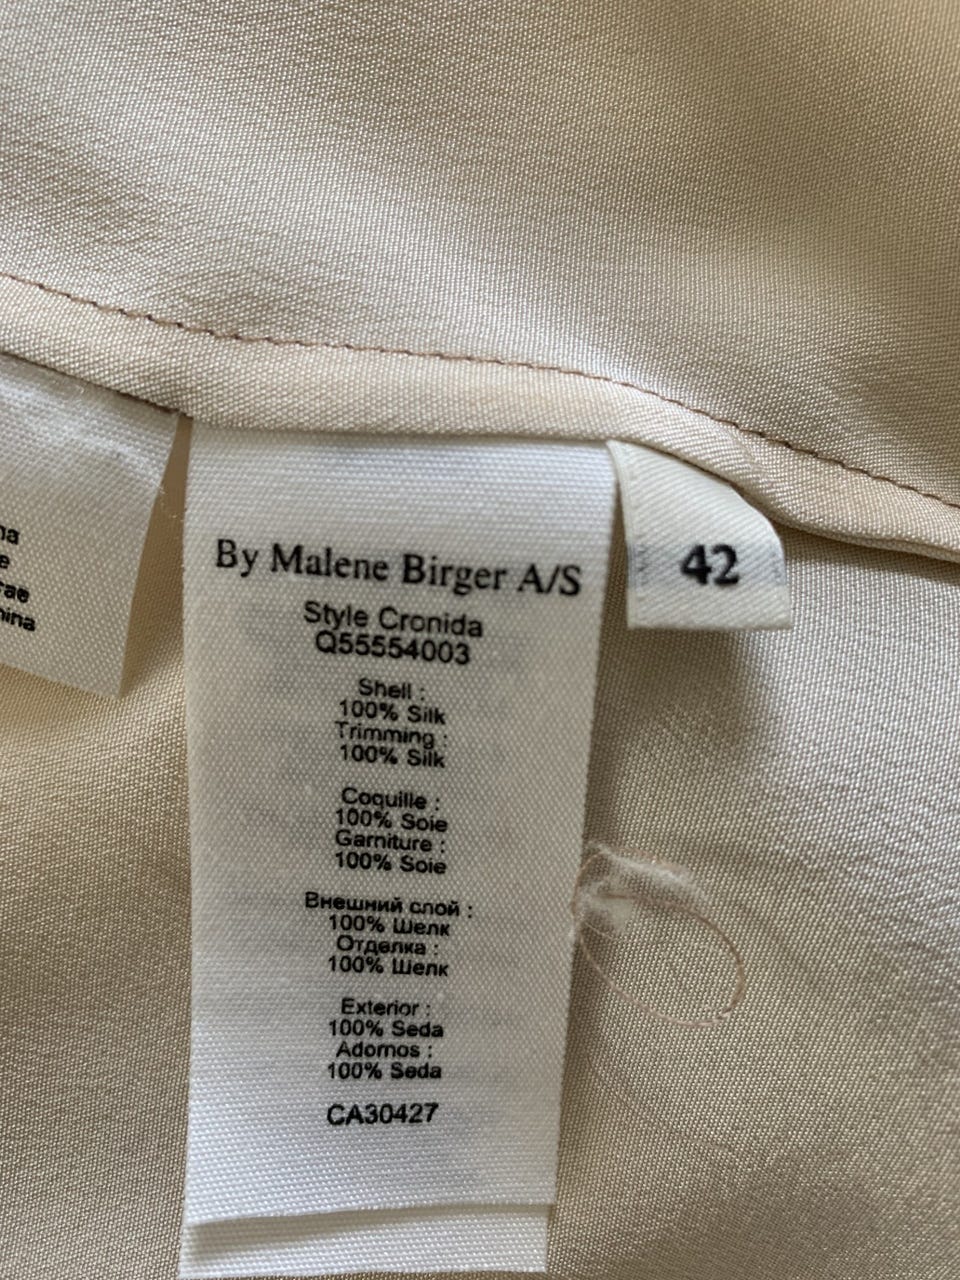 By Malene Birger A/S
Style Cronida
Q55554003
Shell :
100% Silk
Trimming :
100% Silk
Coquille :
100% Soie
Garniture :
100% Soie
Внешний слой :
100% Шелк
Отделка :
100% Шелк
Exterior :
100% Seda
Adornos :
100% Seda
CA30427
42